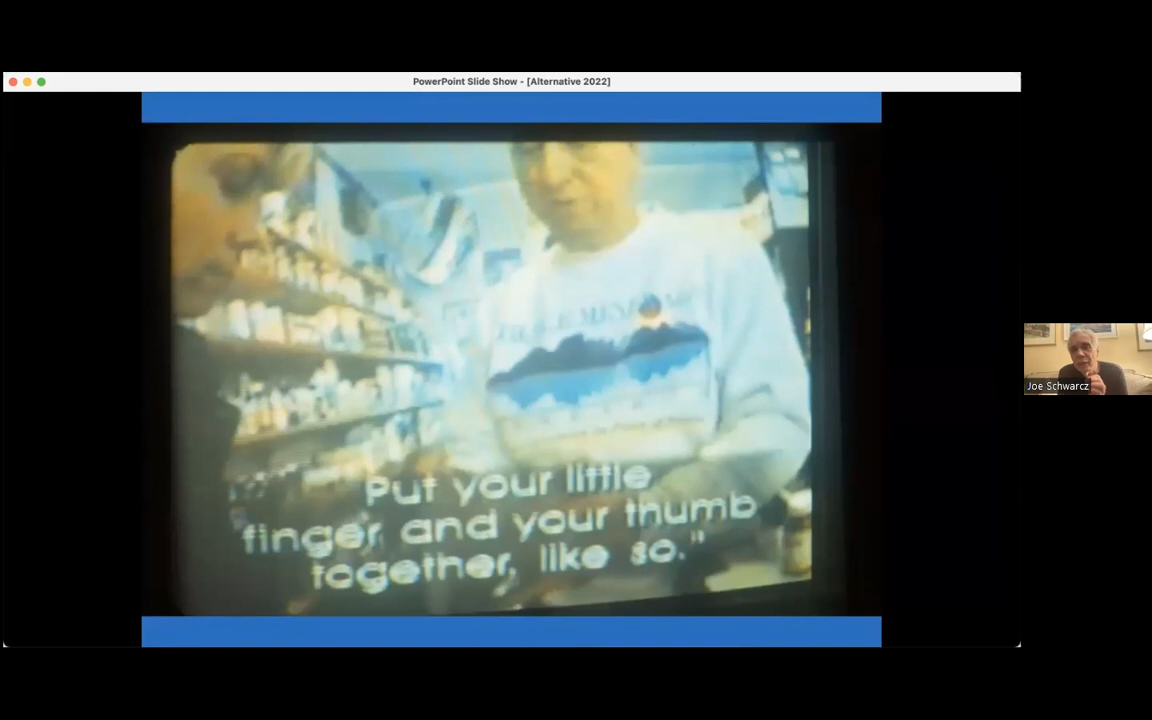 PowerPoint Slide Show - [Alternative 2022]
Put your little
finger, and your thumb
together, like so."
Joe Schwarcz